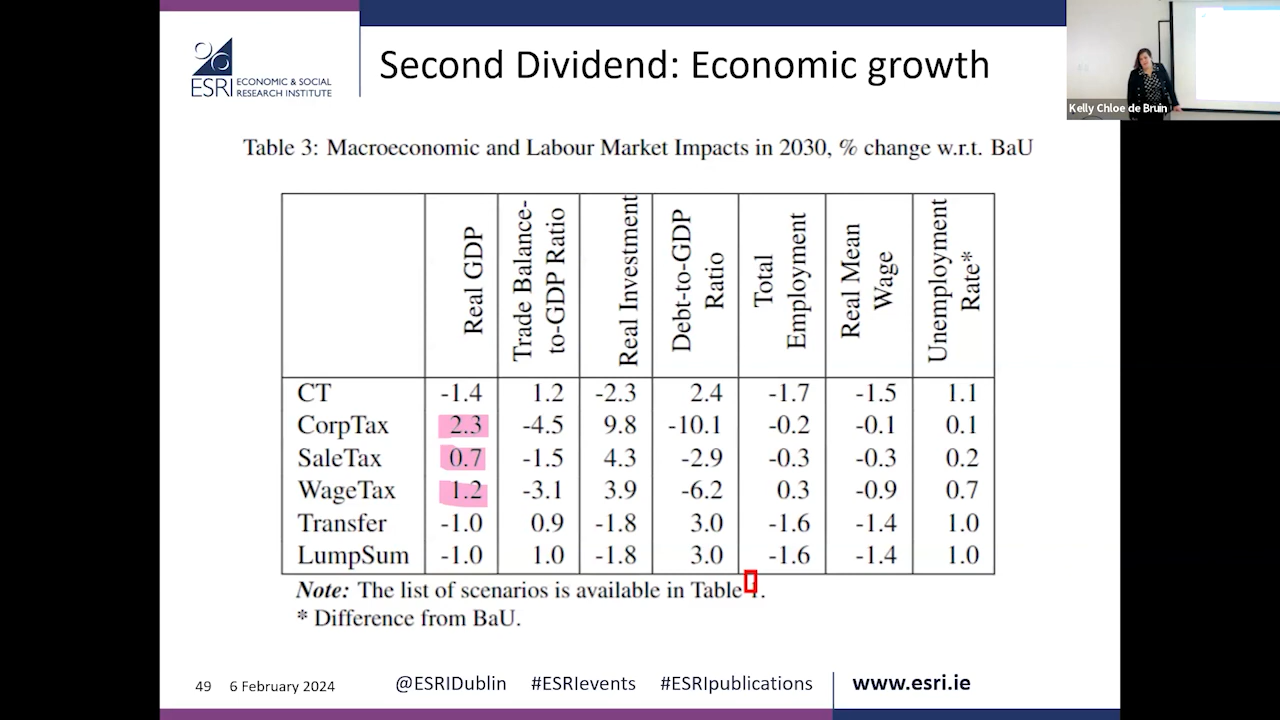 ESRI ECONOMIC & SOCIAL
RESEARCH INSTITUTE
Second Dividend: Economic growth
Kelly Chloe de Bruin
Table 3: Macroeconomic and Labour Market Impacts in 2030, % change w.r.t. BaU
Real GDP
Trade Balance-
to-GDP Ratio
Real Investment
Debt-to-GDP
Ratio
Total
Employment
Real Mean
Wage
Unemployment
Rate*
CT -1.4 1.2 -2.3 2.4 -1.7 -1.5 1.1
CorpTax 2.3 -4.5 9.8 -10.1 -0.2 -0.1 0.1
SaleTax 0.7 -1.5 4.3 -2.9 -0.3 -0.3 0.2
WageTax 1.2 -3.1 3.9 -6.2 0.3 -0.9 0.7
Transfer -1.0 0.9 -1.8 3.0 -1.6 -1.4 1.0
LumpSum -1.0 1.0 -1.8 3.0 -1.6 -1.4 1.0
Note: The list of scenarios is available in Table 1.
* Difference from BaU.
49 6 February 2024 @ESRIDublin #ESRIevents #ESRIpublications www.esri.ie